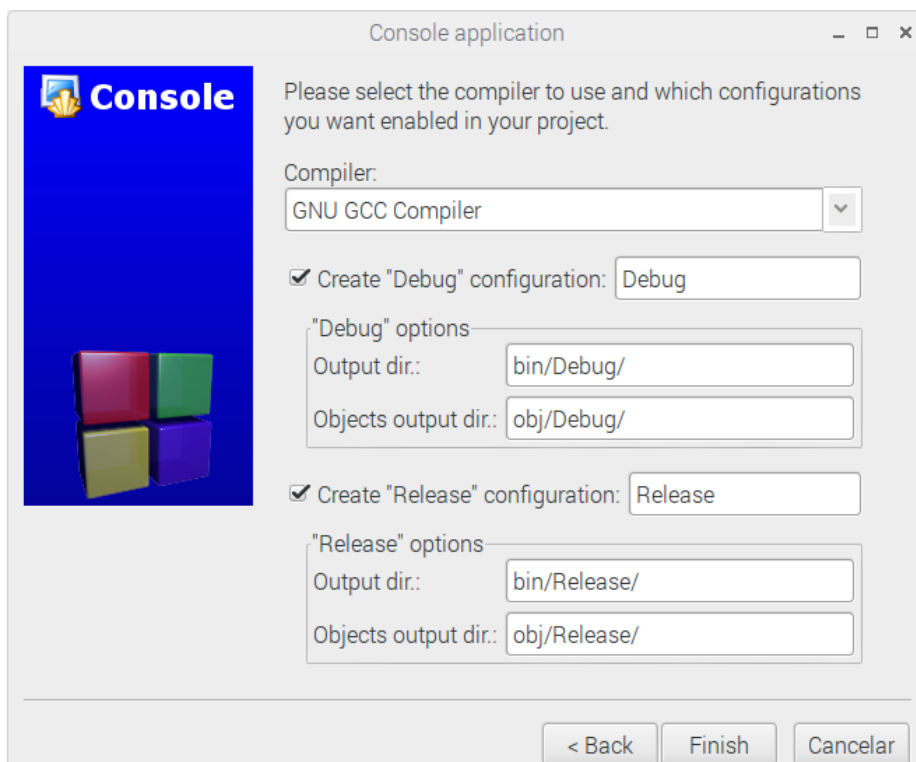 Console application
Console
Please select the compiler to use and which configurations
you want enabled in your project.
Compiler:
GNU GCC Compiler
Create "Debug" configuration: Debug
"Debug" options
Output dir.: bin/Debug/
Objects output dir.: obj/Debug/
Create "Release" configuration: Release
"Release" options
Output dir.: bin/Release/
Objects output dir.: obj/Release/
< Back Finish Cancelar